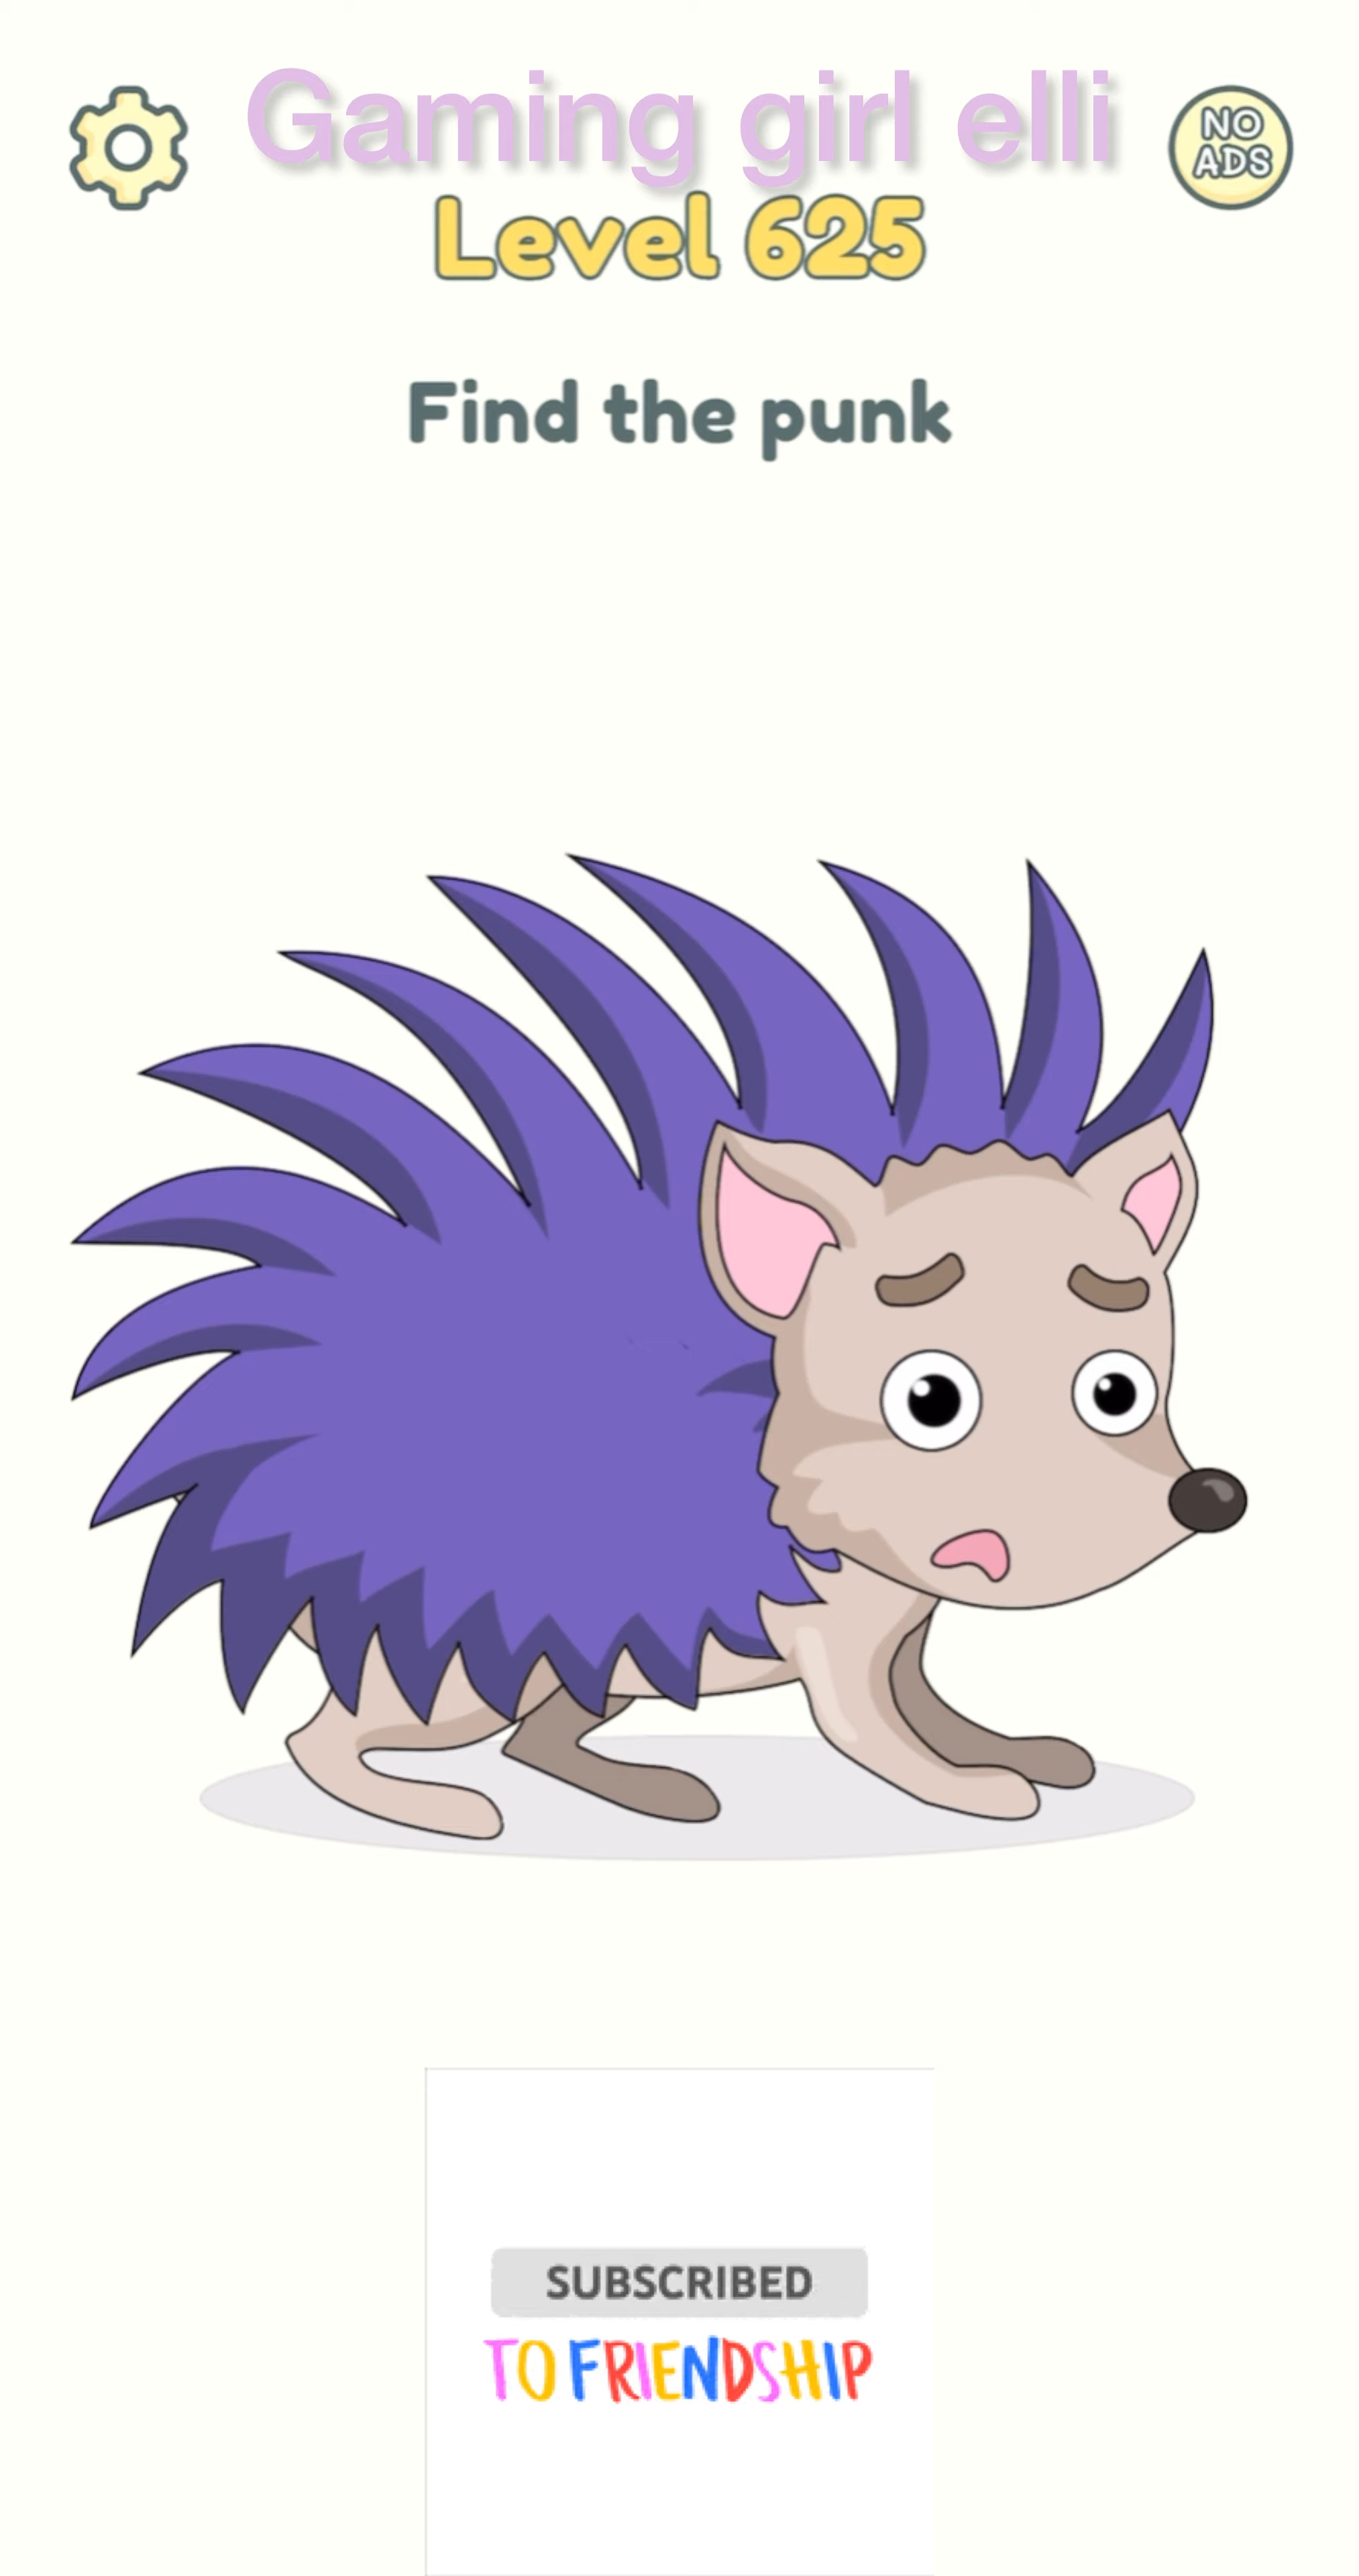 Gaming girl elli
NO
ADS
Level 625
Find the punk
SUBSCRIBED
TO FRIENDSHIP